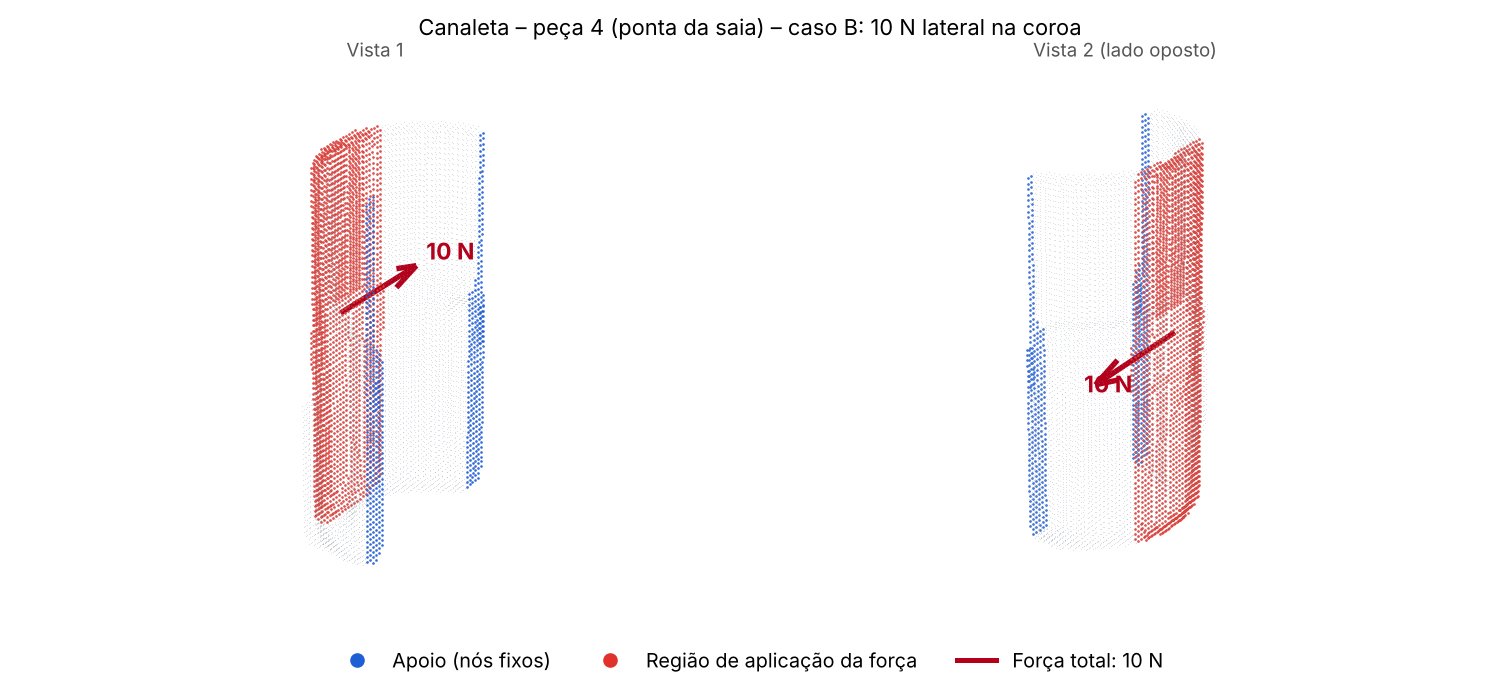 Canaleta – peça 4 (ponta da saia) – caso B: 10 N lateral na coroa
Vista 1
Vista 2 (lado oposto)
10 N
10 N
Apoio (nós fixos)
Região de aplicação da força
Força total: 10 N